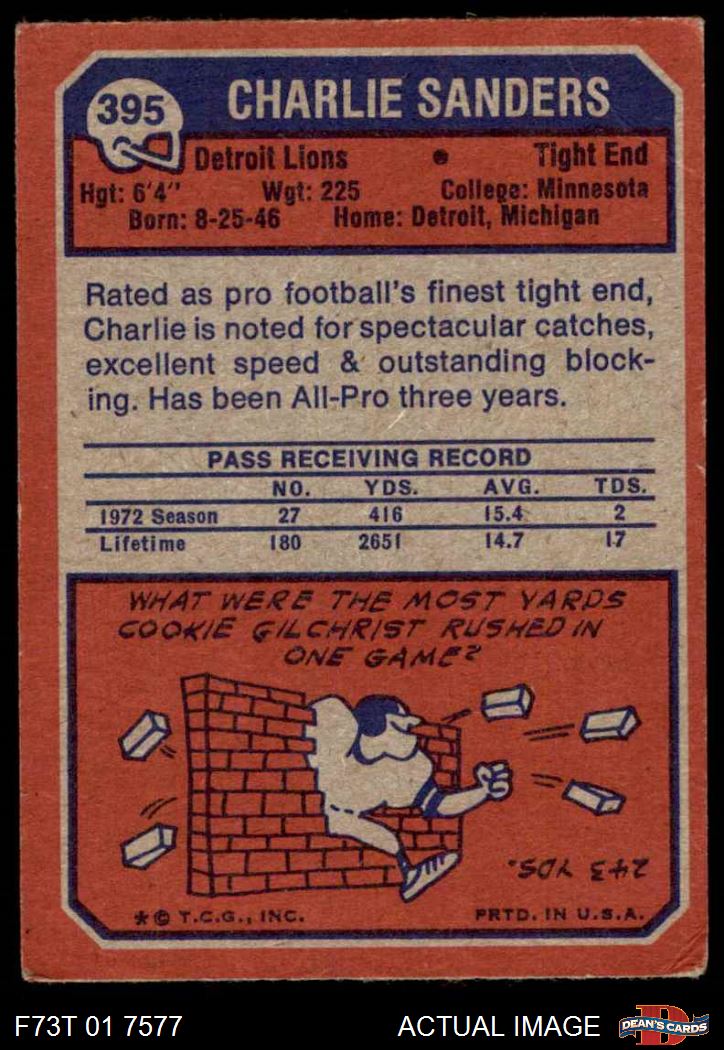 395
CHARLIE SANDERS
Detroit Lions • Tight End
Hgt: 6'4" Wgt: 225 College: Minnesota
Born: 8-25-46 Home: Detroit, Michigan
Rated as pro football's finest tight end,
Charlie is noted for spectacular catches,
excellent speed & outstanding block-
ing. Has been All-Pro three years.
PASS RECEIVING RECORD
NO. YDS. AVG. TDS.
1972 Season 27 416 15.4 2
Lifetime 180 2651 14.7 17
WHAT WERE THE MOST YARDS
COOKIE GILCHRIST RUSHED IN
ONE GAME?
243 YDS.
* © T.C.G., INC. PRTD. IN U.S.A.
F73T 01 7577 ACTUAL IMAGE D DEAN'S CARDS